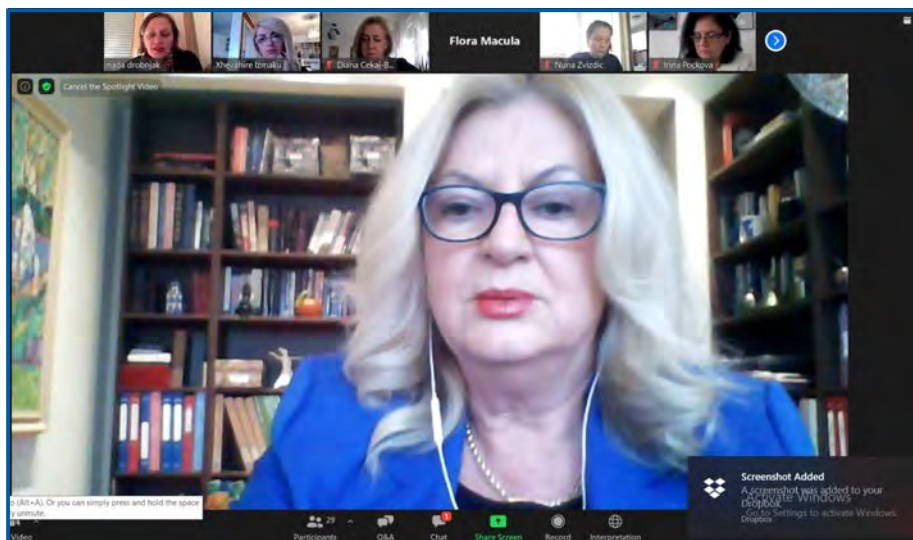 nada drobnjak
Xhevahire Izmaku
Diana Cekaj-B...
Flora Macula
Nuna Zvizdic
Irina Pockova
Cancel the Spotlight Video
o (Alt+A). Or you can simply press and hold the space
y unmute.
Screenshot Added
A screenshot was added to your
Dropbox.
Dropbox
Activate Windows
Go to Settings to activate Windows.
Video
29
Participants
Q&A
1
Chat
Share Screen
Record
Interpretation